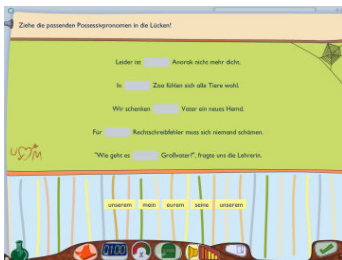 Ziehe die passenden Possessivpronomen in die Lücken!
Leider ist Anorak nicht mehr dicht.
In Zoo fühlen sich alle Tiere wohl.
Wir schenken Vater ein neues Hemd.
Für Rechtschreibfehler muss sich niemand schämen.
"Wie geht es Großvater?", fragte uns die Lehrerin.
unserem mein eurem seine unserem